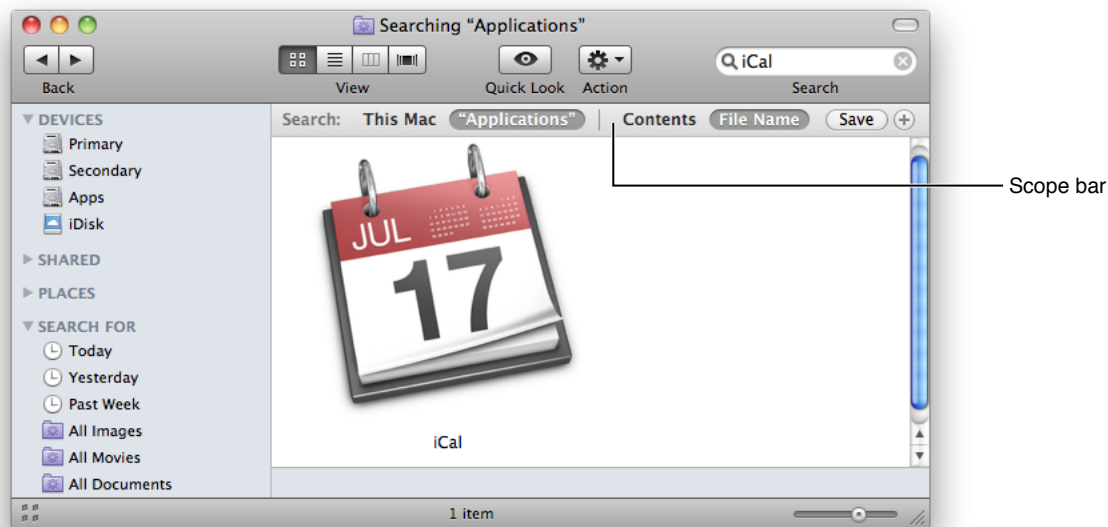 Searching “Applications”
iCal
Back
View
Quick Look
Action
Search
DEVICES
Primary
Secondary
Apps
iDisk
SHARED
PLACES
SEARCH FOR
Today
Yesterday
Past Week
All Images
All Movies
All Documents
Search: This Mac “Applications” Contents File Name Save
JUL
17
iCal
1 item
Scope bar